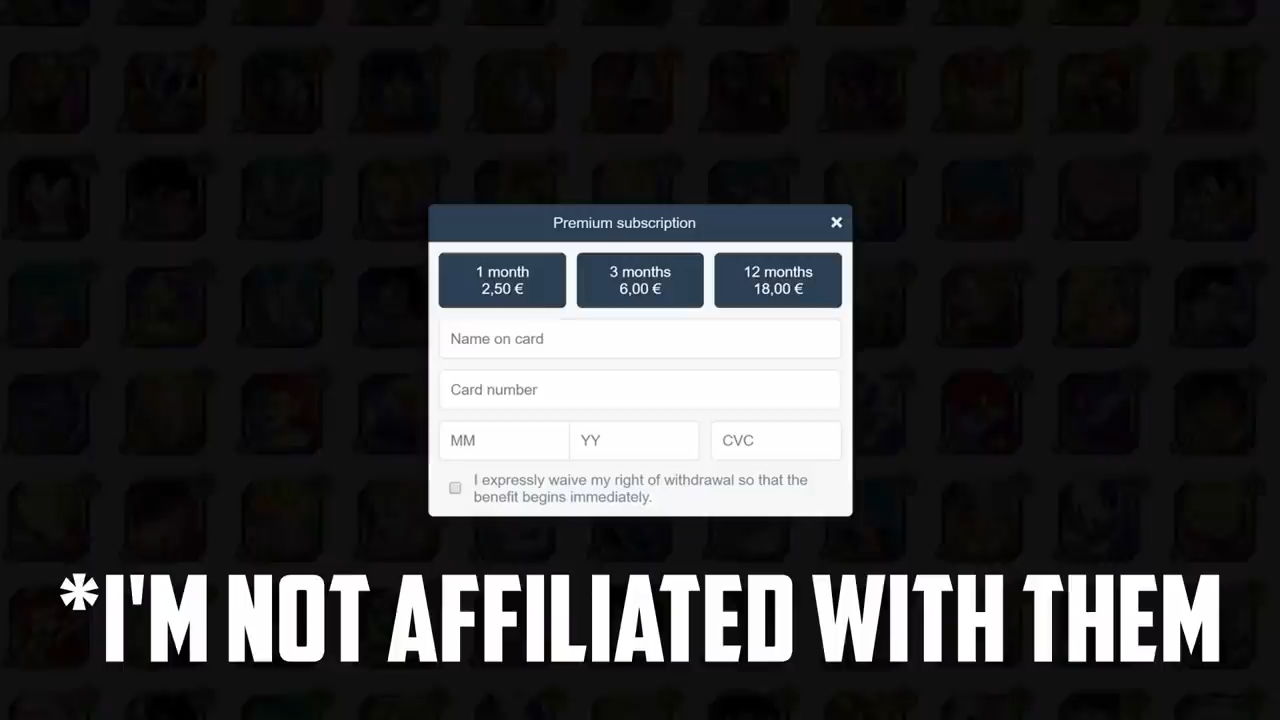 Premium subscription
1 month
2,50 €
3 months
6,00 €
12 months
18,00 €
Name on card
Card number
MM
YY
CVC
I expressly waive my right of withdrawal so that the
benefit begins immediately.
*I'M NOT AFFILIATED WITH THEM